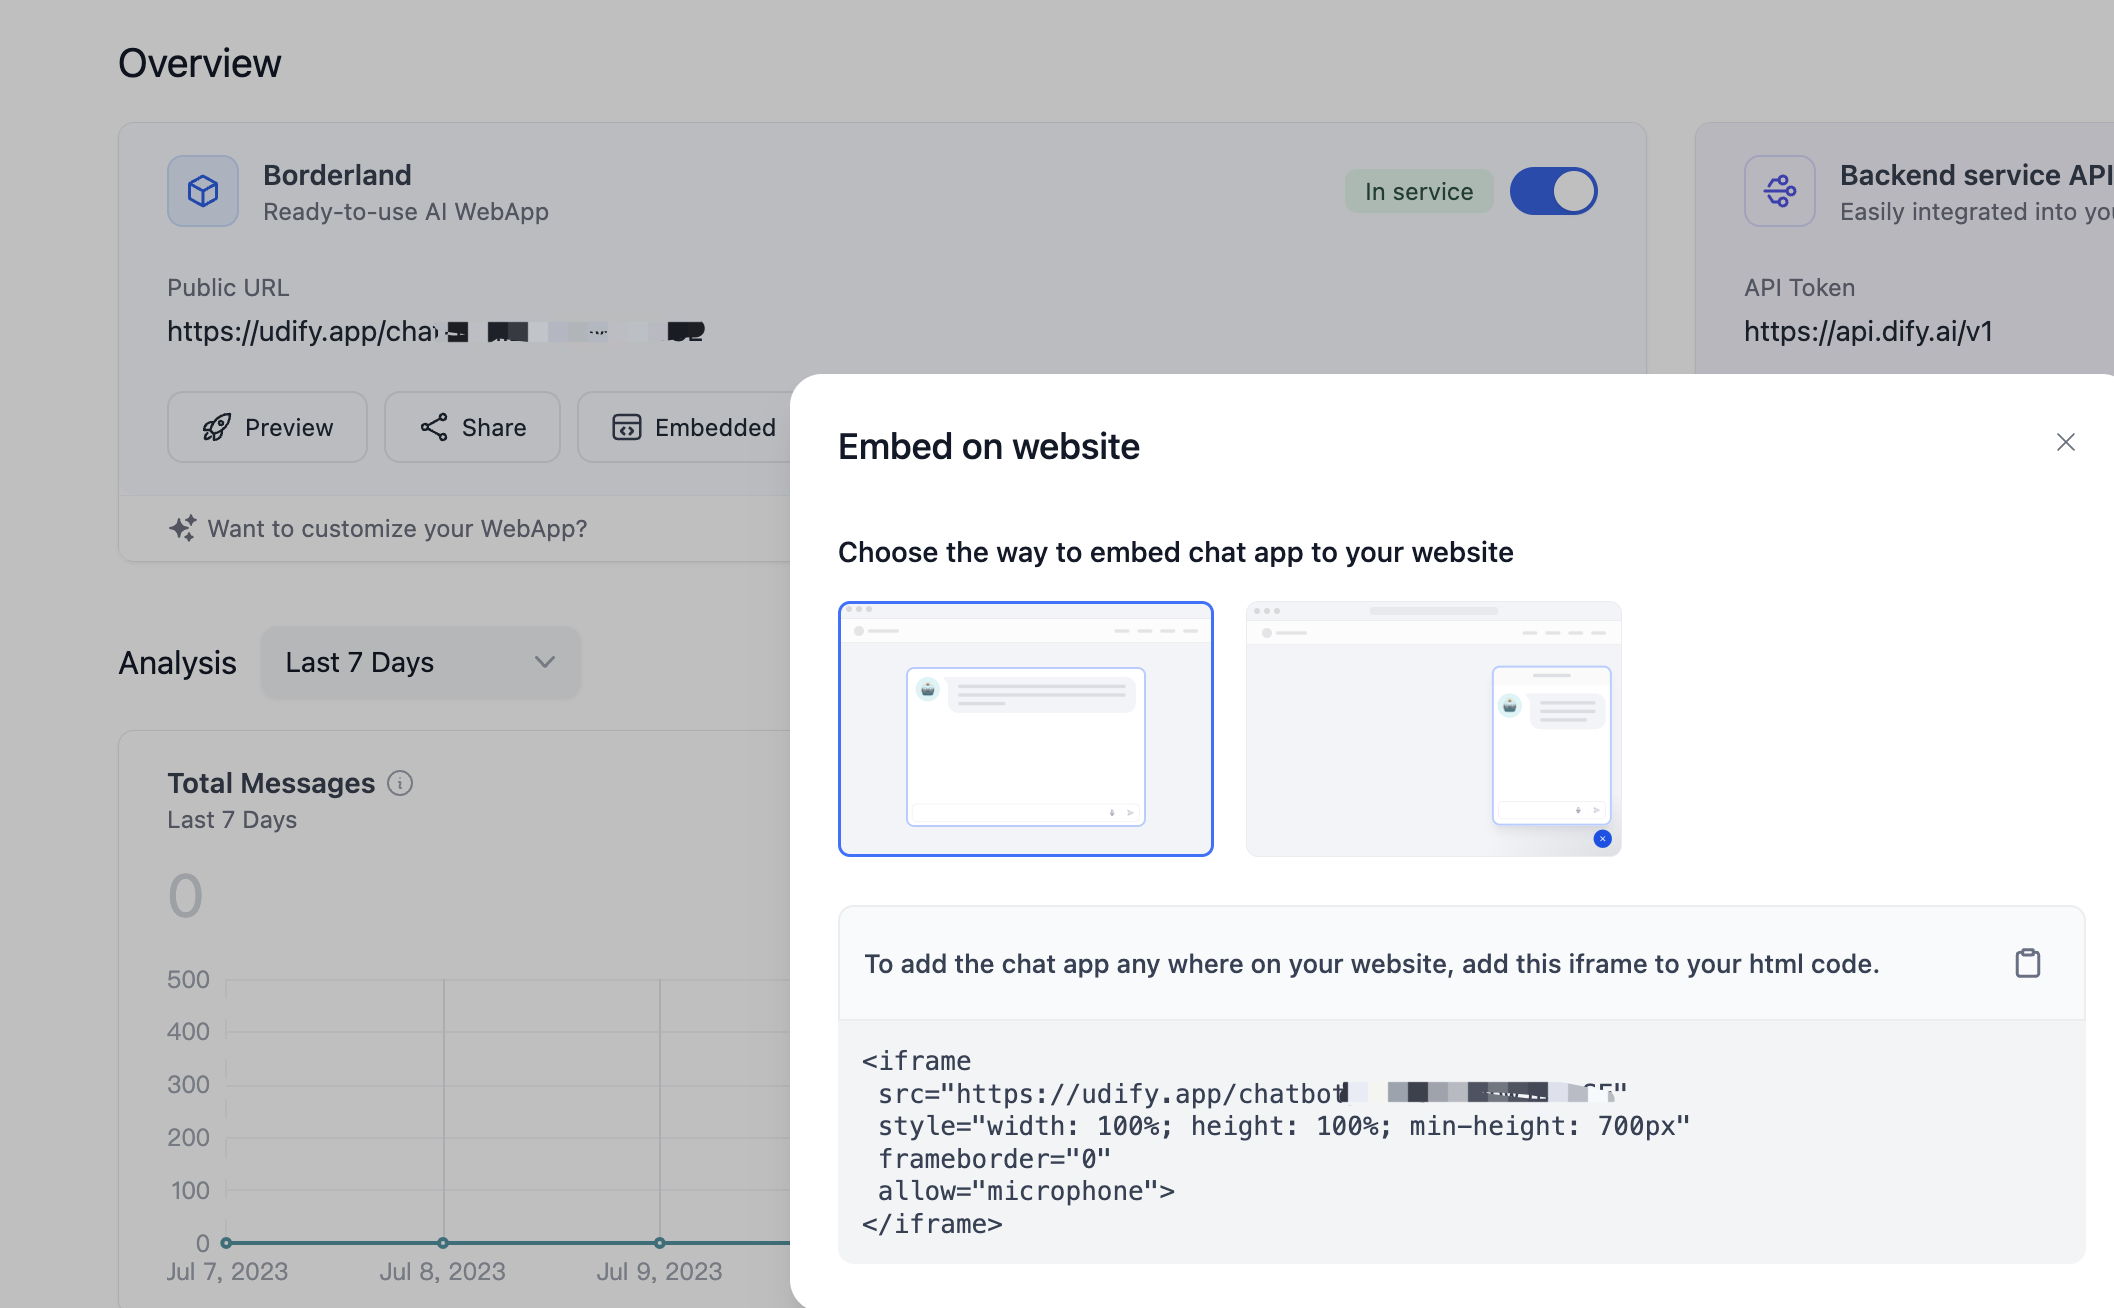 Overview
Borderland
Ready-to-use AI WebApp
In service
Public URL
https://udify.app/cha
Preview
Share
Embedded
Want to customize your WebApp?
Backend service API
Easily integrated into you
API Token
https://api.dify.ai/v1
Analysis
Last 7 Days
Total Messages
Last 7 Days
0
500
400
300
200
100
0
Jul 7, 2023
Jul 8, 2023
Jul 9, 2023
Embed on website
Choose the way to embed chat app to your website
To add the chat app any where on your website, add this iframe to your html code.
<iframe
src="https://udify.app/chatbot
style="width: 100%; height: 100%; min-height: 700px"
frameborder="0"
allow="microphone">
</iframe>